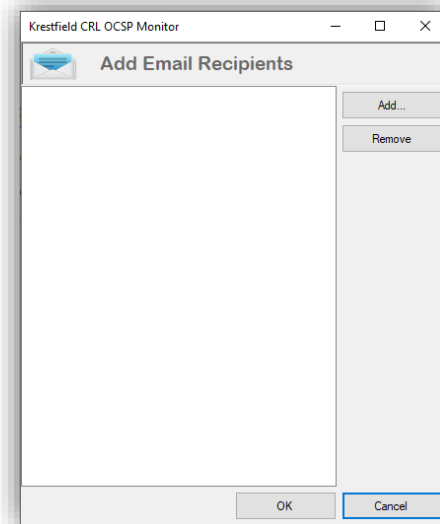 Krestfield CRL OCSP Monitor
Add Email Recipients
Add...
Remove
OK
Cancel